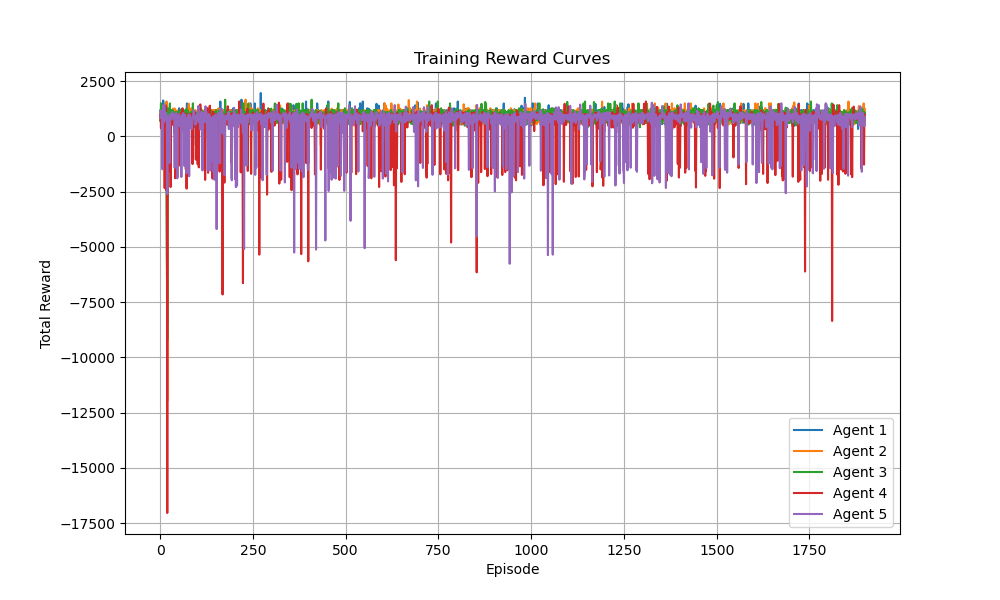 Training Reward Curves
2500
0
−2500
−5000
−7500
−10000
−12500
−15000
−17500
Total Reward
0 250 500 750 1000 1250 1500 1750
Episode
Agent 1
Agent 2
Agent 3
Agent 4
Agent 5